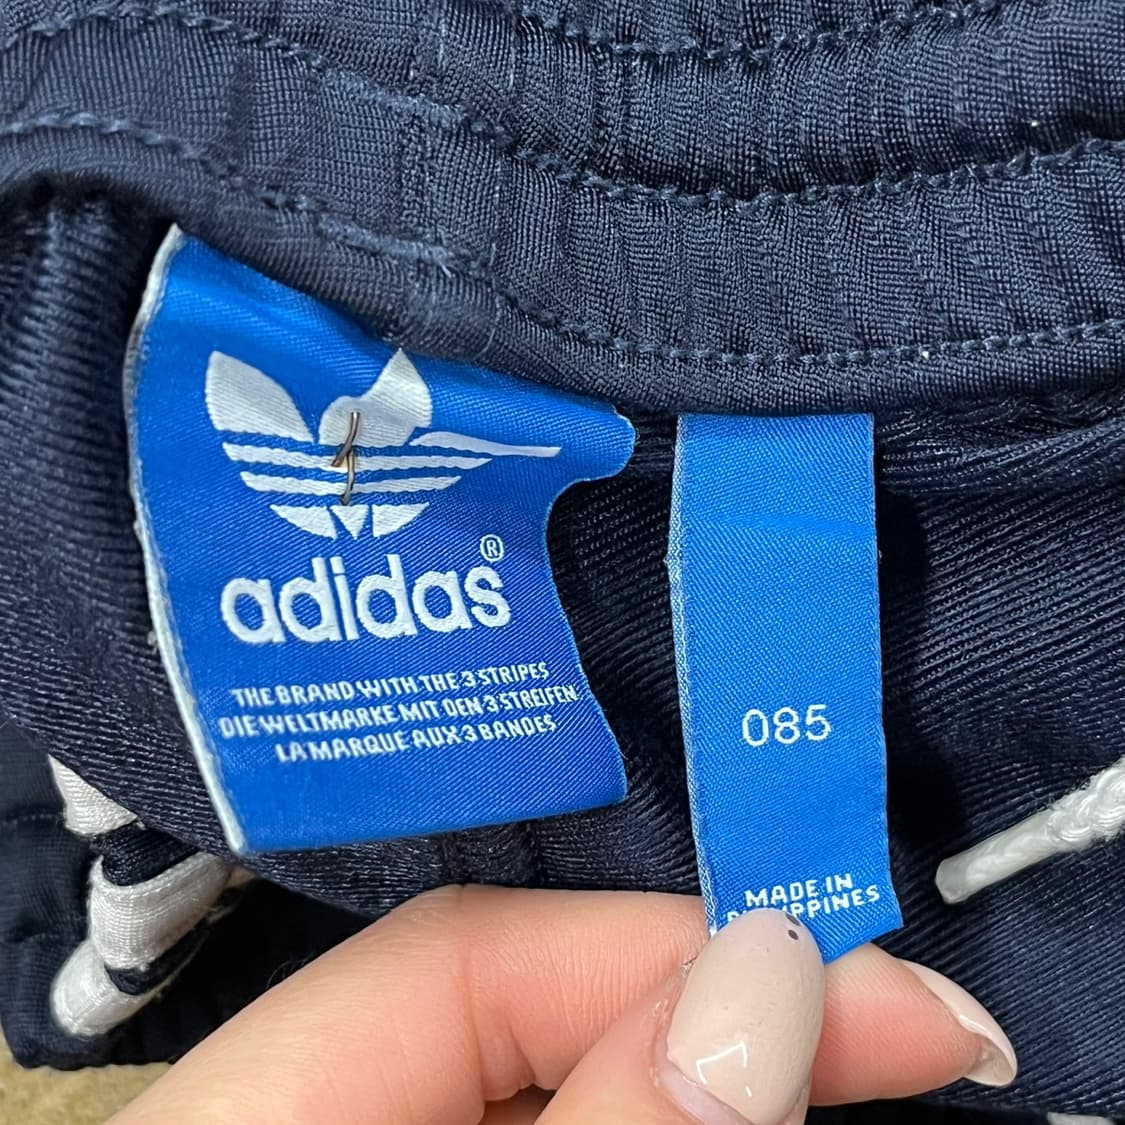 adidas®
THE BRAND WITH THE 3 STRIPES
DIE WELTMARKE MIT DEN 3 STREIFEN
LA MARQUE AUX 3 BANDES
085
MADE IN